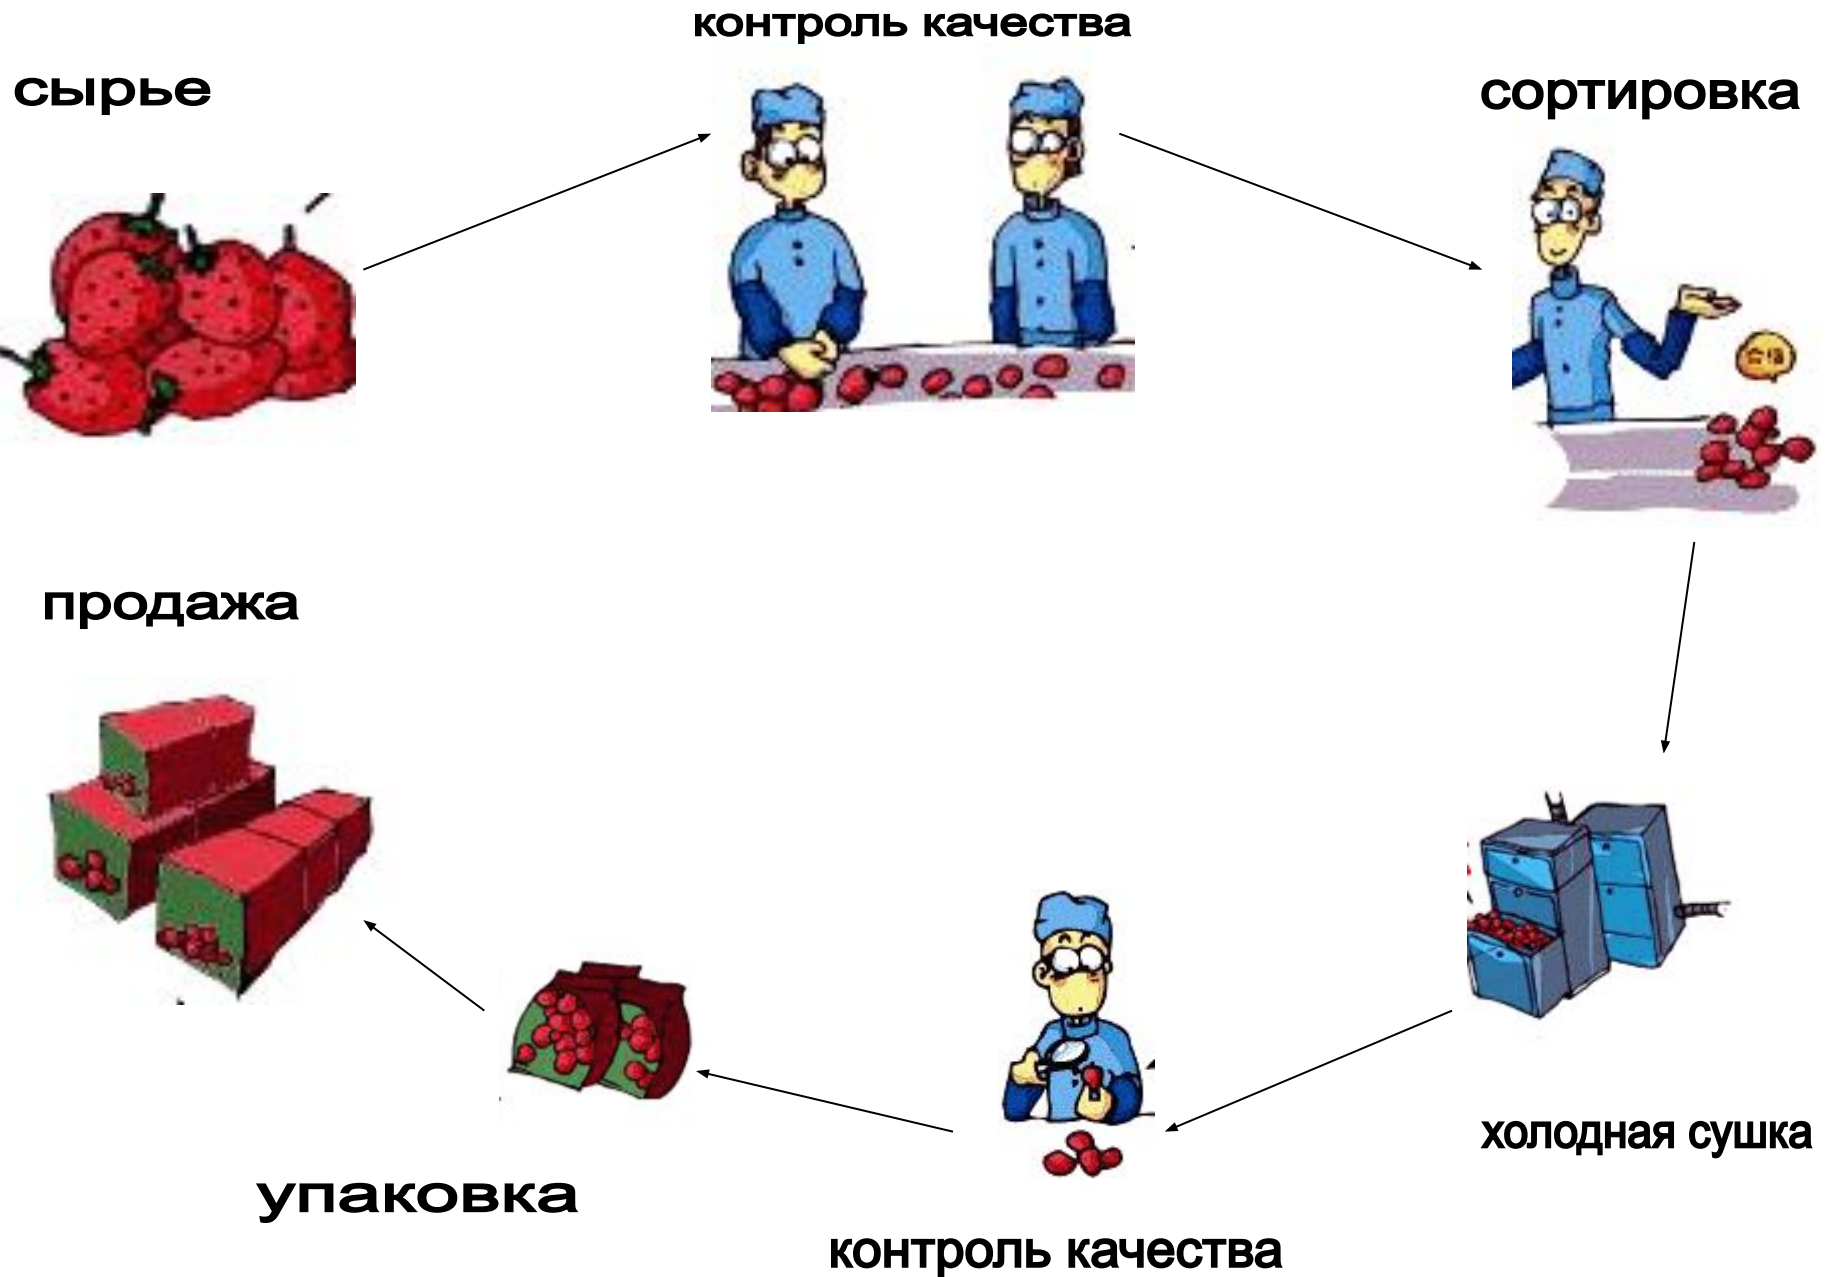 контроль качества
сырье
сортировка
продажа
холодная сушка
упаковка
контроль качества